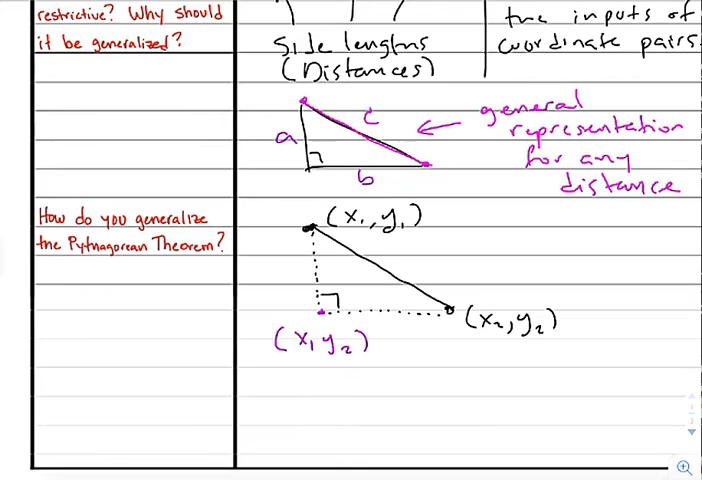 restrictive? Why should
it be generalized?
Side lengths
(Distances)
the inputs of
coordinate pairs.
a
c
b
general
representation
for any
distance
How do you generalize
the Pythagorean Theorem?
(x₁,y₁)
(x₂,y₂)
(x₁ y₂)